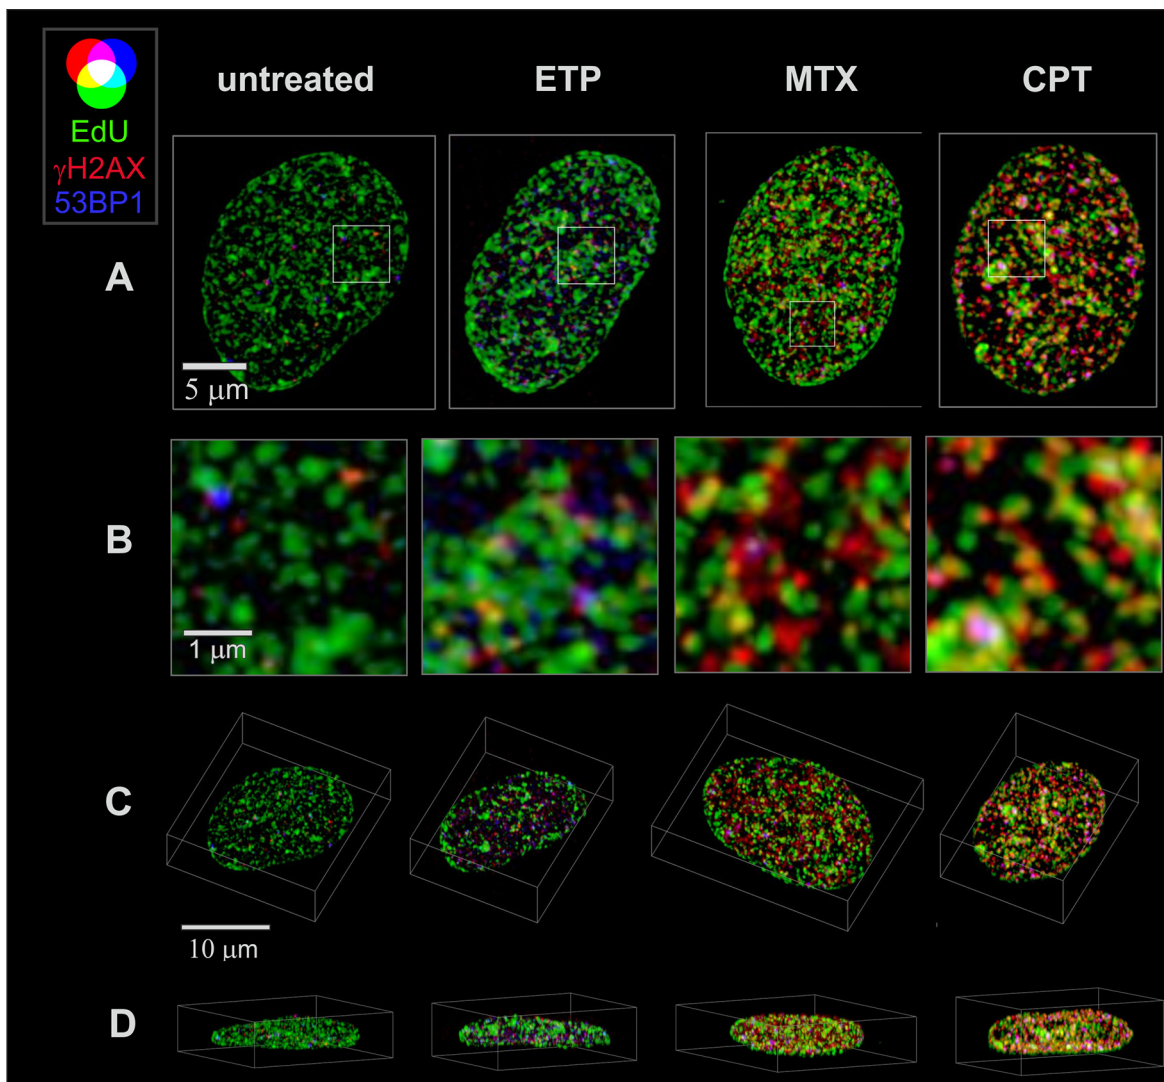 EdU
γH2AX
53BP1
untreated ETP MTX CPT
A
5 µm
B
1 µm
C
10 µm
D